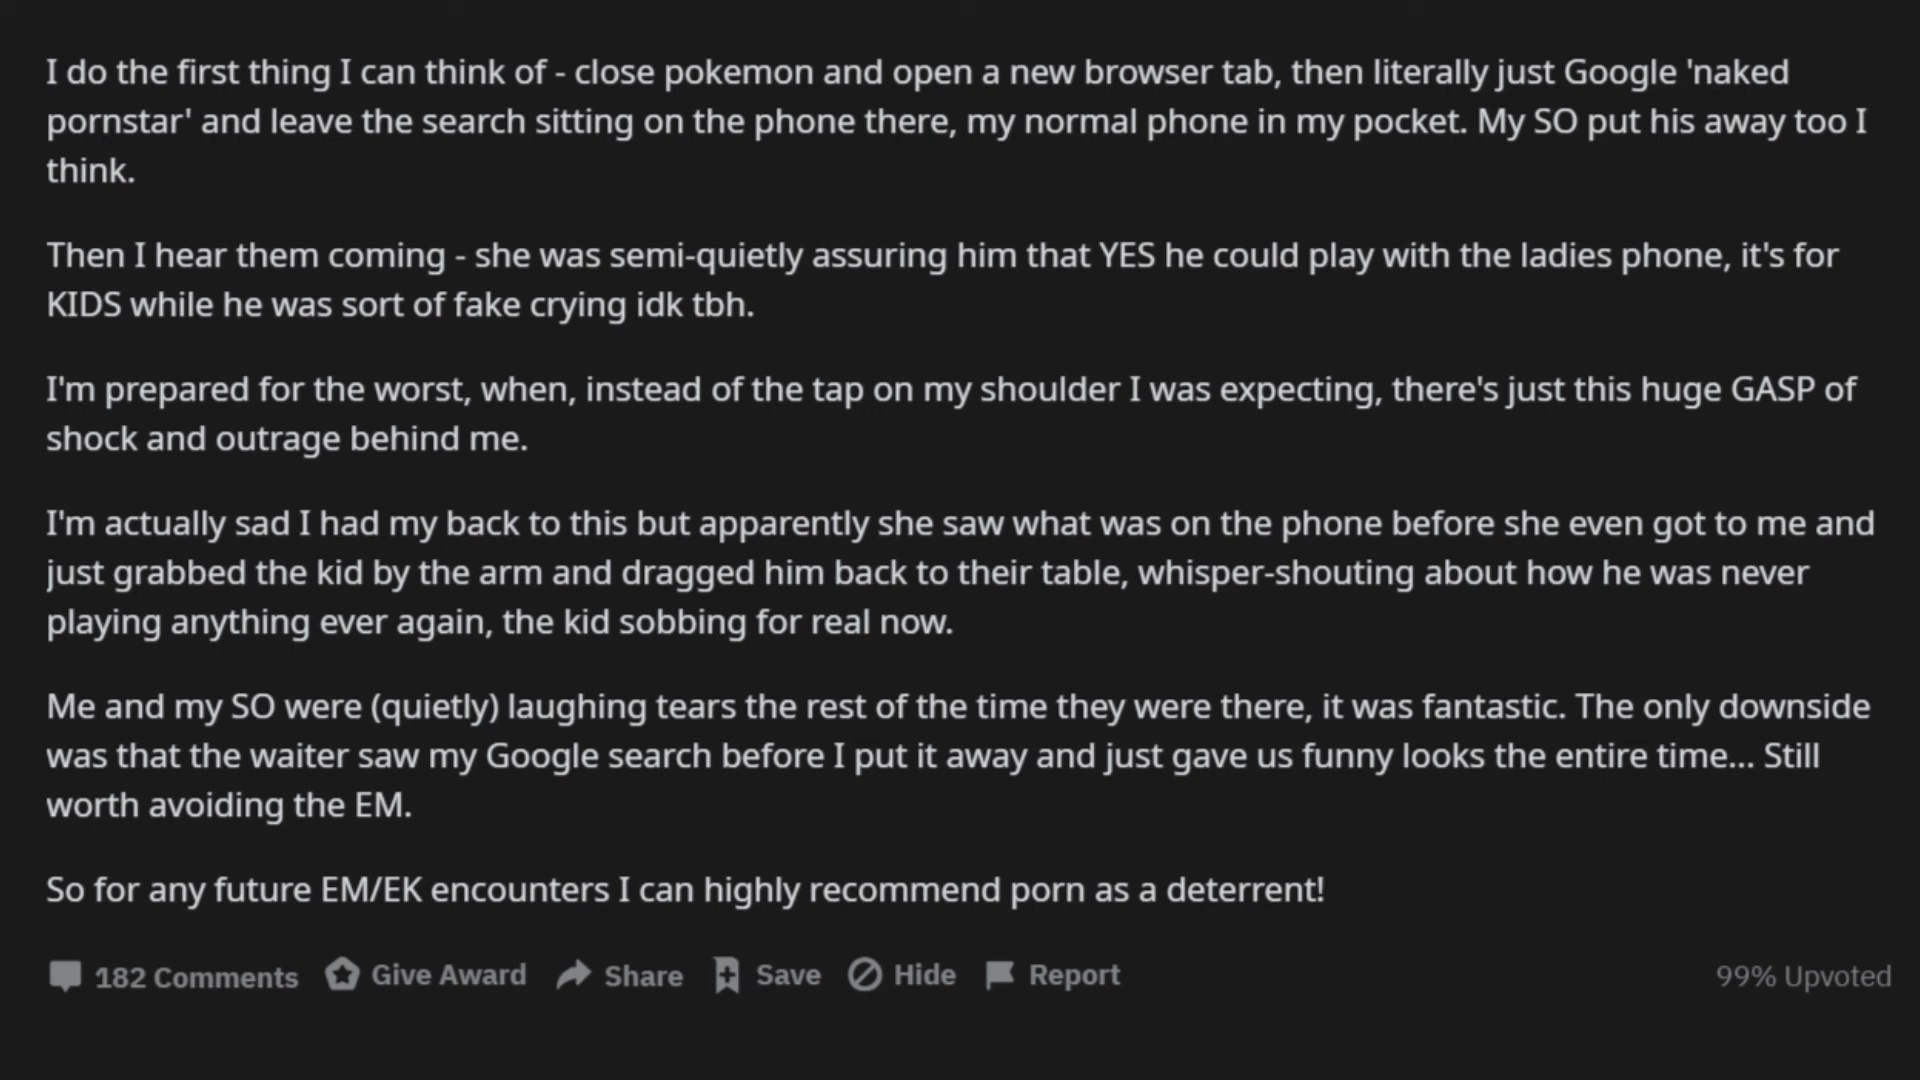 I do the first thing I can think of - close pokemon and open a new browser tab, then literally just Google 'naked
pornstar' and leave the search sitting on the phone there, my normal phone in my pocket. My SO put his away too I
think.
Then I hear them coming - she was semi-quietly assuring him that YES he could play with the ladies phone, it's for
KIDS while he was sort of fake crying idk tbh.
I'm prepared for the worst, when, instead of the tap on my shoulder I was expecting, there's just this huge GASP of
shock and outrage behind me.
I'm actually sad I had my back to this but apparently she saw what was on the phone before she even got to me and
just grabbed the kid by the arm and dragged him back to their table, whisper-shouting about how he was never
playing anything ever again, the kid sobbing for real now.
Me and my SO were (quietly) laughing tears the rest of the time they were there, it was fantastic. The only downside
was that the waiter saw my Google search before I put it away and just gave us funny looks the entire time... Still
worth avoiding the EM.
So for any future EM/EK encounters I can highly recommend porn as a deterrent!
182 Comments Give Award Share Save Hide Report 99% Upvoted